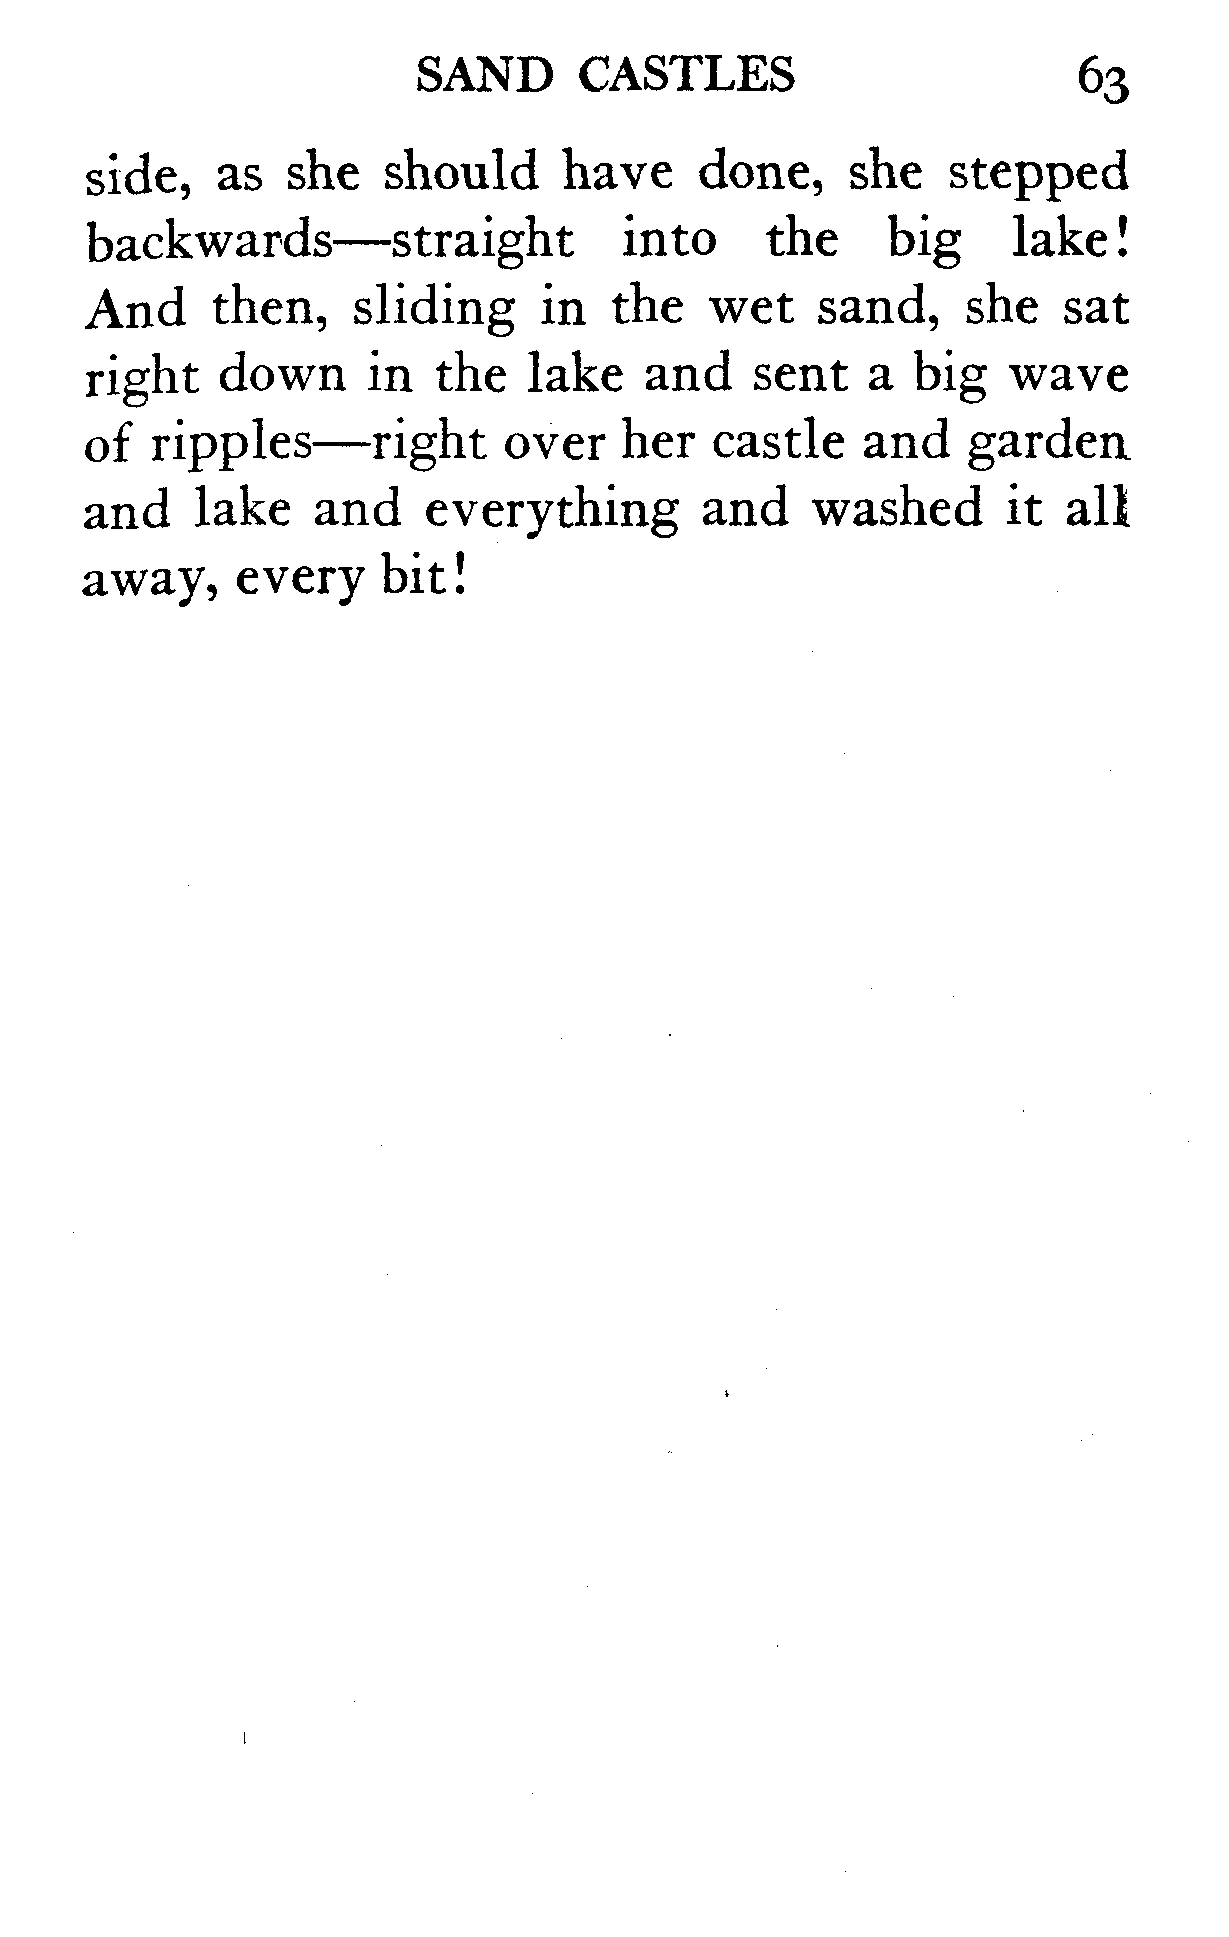 SAND CASTLES 63
side, as she should have done, she stepped
backwards—straight into the big lake!
And then, sliding in the wet sand, she sat
right down in the lake and sent a big wave
of ripples—right over her castle and garden
and lake and everything and washed it all
away, every bit!